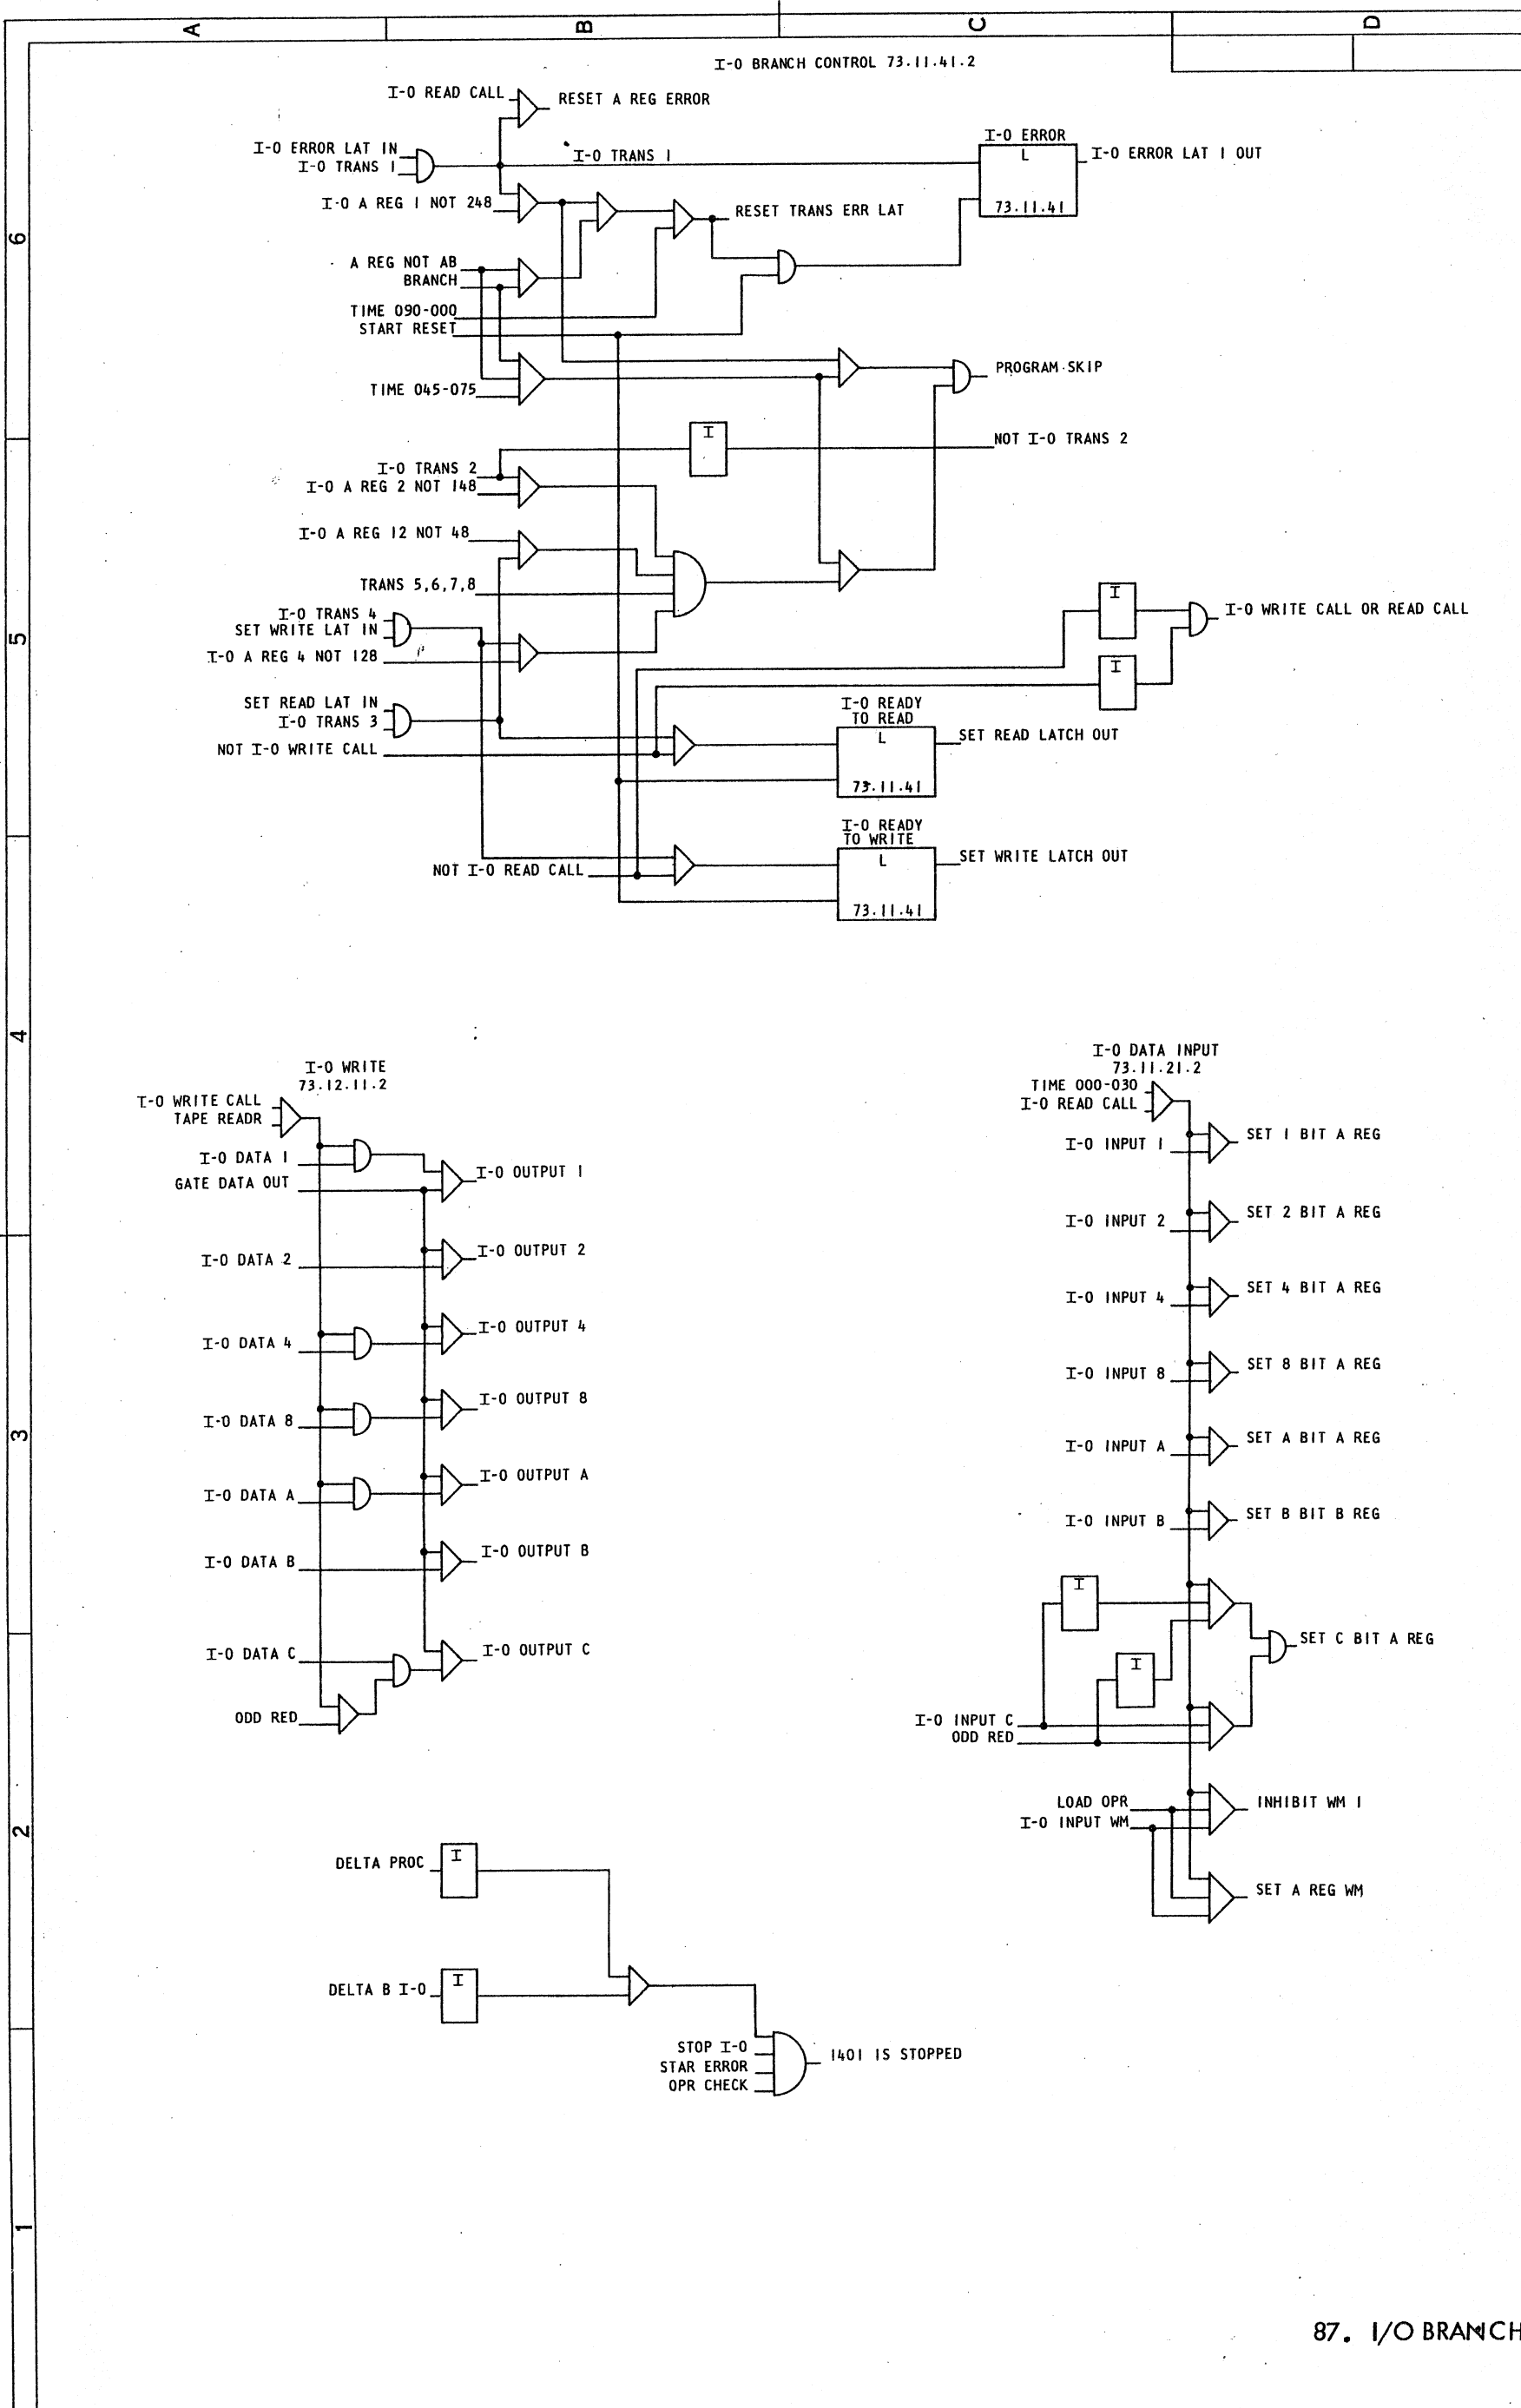 A
B
C
D
I-O BRANCH CONTROL 73.11.41.2
I-O READ CALL
RESET A REG ERROR
I-O ERROR LAT IN
I-O TRANS 1
I-O TRANS 1
I-O ERROR
L
73.11.41
I-O ERROR LAT 1 OUT
I-O A REG 1 NOT 248
RESET TRANS ERR LAT
6
A REG NOT AB
BRANCH
TIME 090-000
START RESET
TIME 045-075
PROGRAM SKIP
I
NOT I-O TRANS 2
I-O TRANS 2
I-O A REG 2 NOT 148
I-O A REG 12 NOT 48
TRANS 5,6,7,8
I-O TRANS 4
SET WRITE LAT IN
I-O A REG 4 NOT 128
5
I
I
I-O WRITE CALL OR READ CALL
SET READ LAT IN
I-O TRANS 3
NOT I-O WRITE CALL
I-O READY
TO READ
L
73.11.41
SET READ LATCH OUT
I-O READY
TO WRITE
L
73.11.41
SET WRITE LATCH OUT
NOT I-O READ CALL
4
I-O WRITE
73.12.11.2
I-O WRITE CALL
TAPE READR
I-O DATA 1
GATE DATA OUT
I-O OUTPUT 1
I-O DATA 2
I-O OUTPUT 2
I-O DATA 4
I-O OUTPUT 4
I-O DATA 8
I-O OUTPUT 8
I-O DATA A
I-O OUTPUT A
I-O DATA B
I-O OUTPUT B
I-O DATA C
I-O OUTPUT C
ODD RED
I-O DATA INPUT
73.11.21.2
TIME 000-030
I-O READ CALL
I-O INPUT 1
SET 1 BIT A REG
I-O INPUT 2
SET 2 BIT A REG
I-O INPUT 4
SET 4 BIT A REG
I-O INPUT 8
SET 8 BIT A REG
3
I-O INPUT A
SET A BIT A REG
I-O INPUT B
SET B BIT B REG
I
I
SET C BIT A REG
I-O INPUT C
ODD RED
LOAD OPR
I-O INPUT WM
INHIBIT WM 1
SET A REG WM
2
DELTA PROC
I
DELTA B I-O
I
STOP I-O
STAR ERROR
OPR CHECK
1401 IS STOPPED
1
87. I/O BRANCH